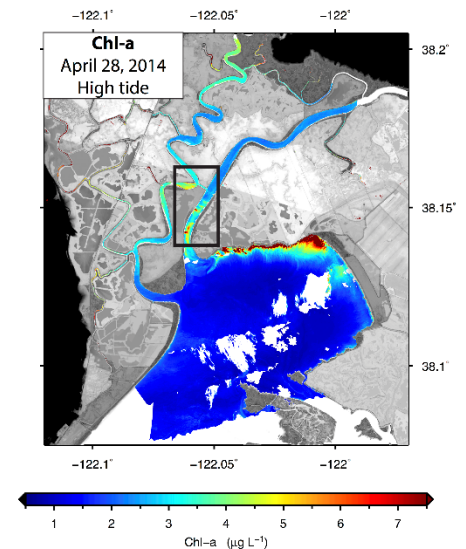 −122.1° −122.05° −122°
Chl-a
April 28, 2014
High tide
38.2°
38.15°
38.1°
−122.1° −122.05° −122°
1 2 3 4 5 6 7
Chl-a (µg L⁻¹)